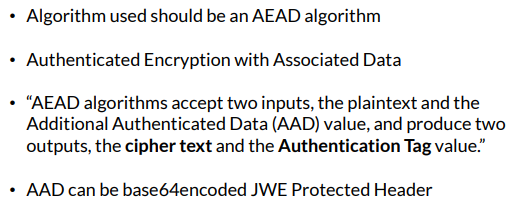 • Algorithm used should be an AEAD algorithm
• Authenticated Encryption with Associated Data
• “AEAD algorithms accept two inputs, the plaintext and the
Additional Authenticated Data (AAD) value, and produce two
outputs, the cipher text and the Authentication Tag value.”
• AAD can be base64encoded JWE Protected Header